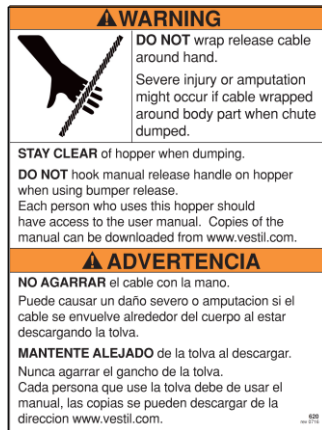 WARNING
DO NOT wrap release cable
around hand.
Severe injury or amputation
might occur if cable wrapped
around body part when chute
dumped.
STAY CLEAR of hopper when dumping.
DO NOT hook manual release handle on hopper
when using bumper release.
Each person who uses this hopper should
have access to the user manual. Copies of the
manual can be downloaded from www.vestil.com.
ADVERTENCIA
NO AGARRAR el cable con la mano.
Puede causar un daño severo o amputacion si el
cable se envuelve alrededor del cuerpo al estar
descargando la tolva.
MANTENTE ALEJADO de la tolva al descargar.
Nunca agarrar el gancho de la tolva.
Cada persona que use la tolva debe de usar el
manual, las copias se pueden descargar de la
direccion www.vestil.com.
620